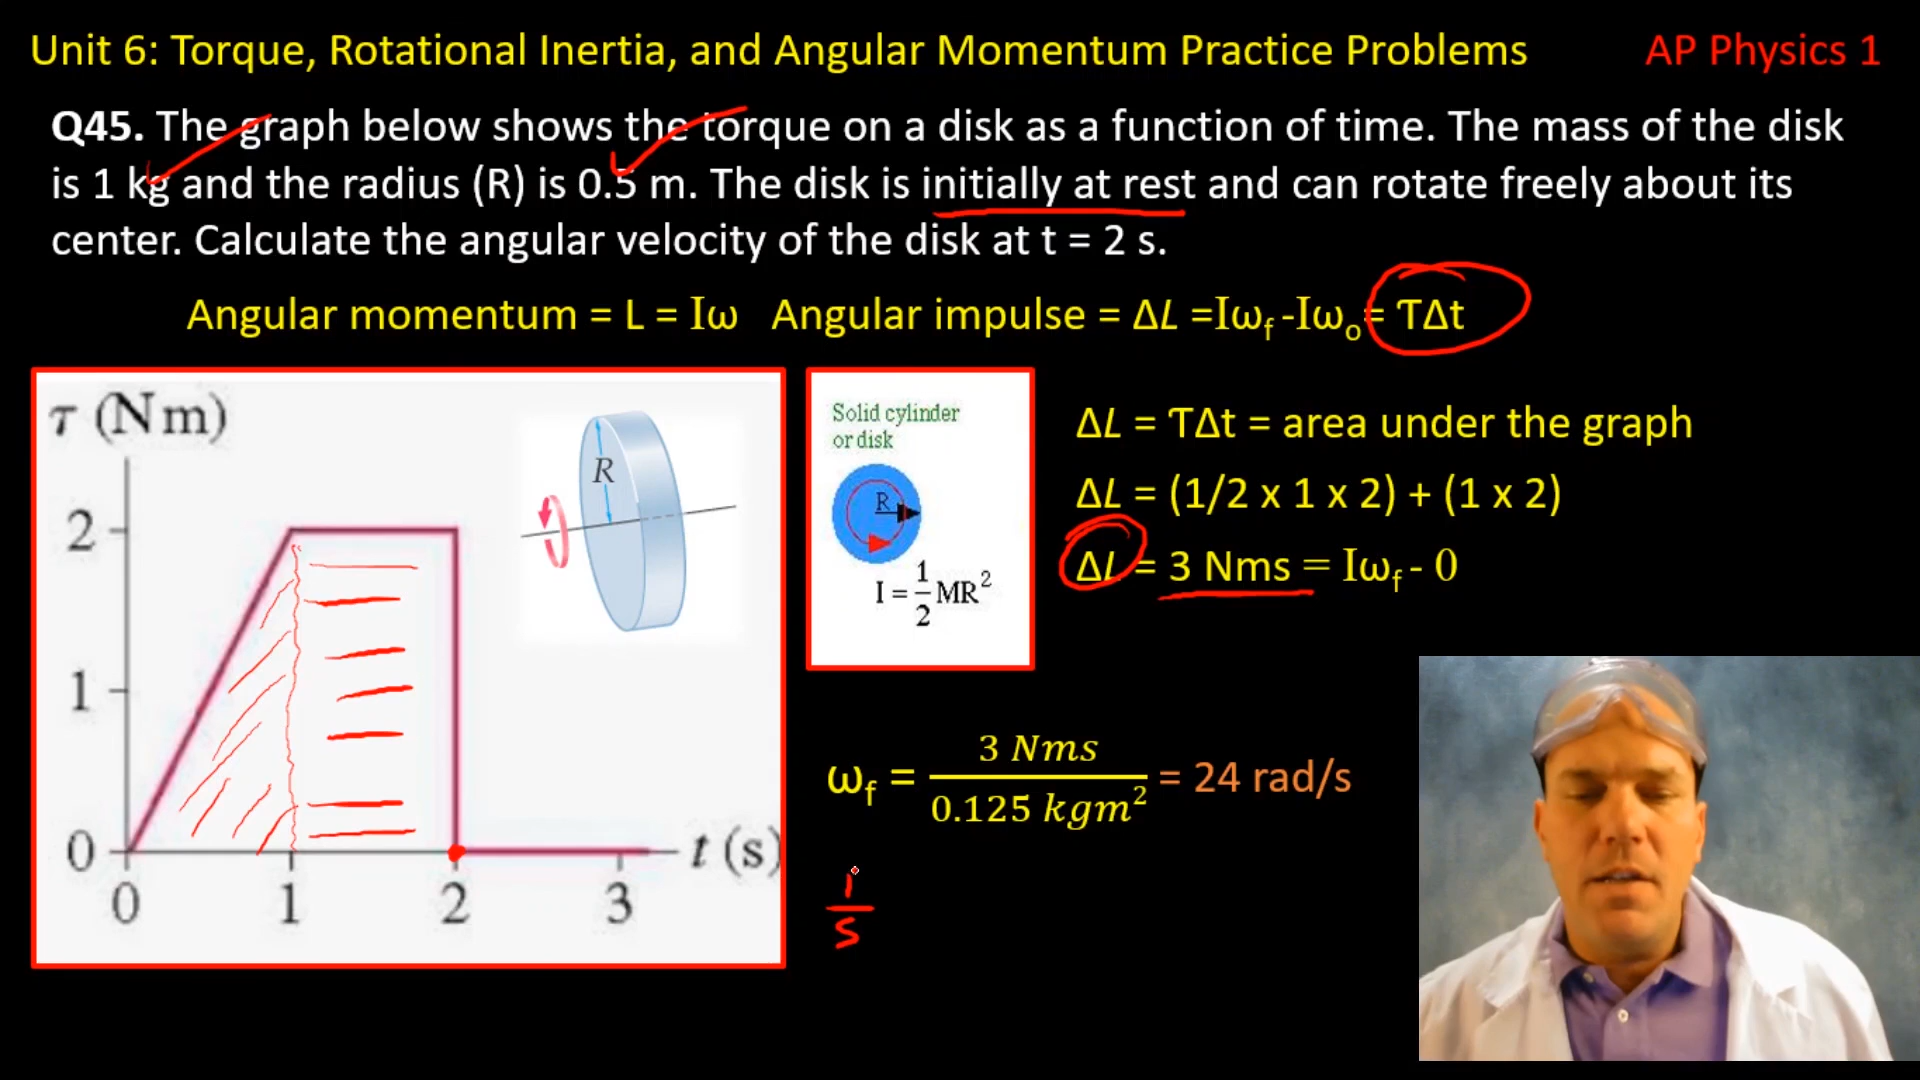 Unit 6: Torque, Rotational Inertia, and Angular Momentum Practice Problems AP Physics 1
Q45. The graph below shows the torque on a disk as a function of time. The mass of the disk
is 1 kg and the radius (R) is 0.5 m. The disk is initially at rest and can rotate freely about its
center. Calculate the angular velocity of the disk at t = 2 s.
Angular momentum = L = Iω Angular impulse = ΔL =Iωf -Iωo= ƬΔt
τ (Nm)
2
1
0
0 1 2 3
t (s)
R
Solid cylinder
or disk
R
I = 1/2 MR²
ΔL = ƬΔt = area under the graph
ΔL = (1/2 x 1 x 2) + (1 x 2)
ΔL = 3 Nms = Iωf - 0
ωf = 3 Nms / 0.125 kgm² = 24 rad/s
1
s